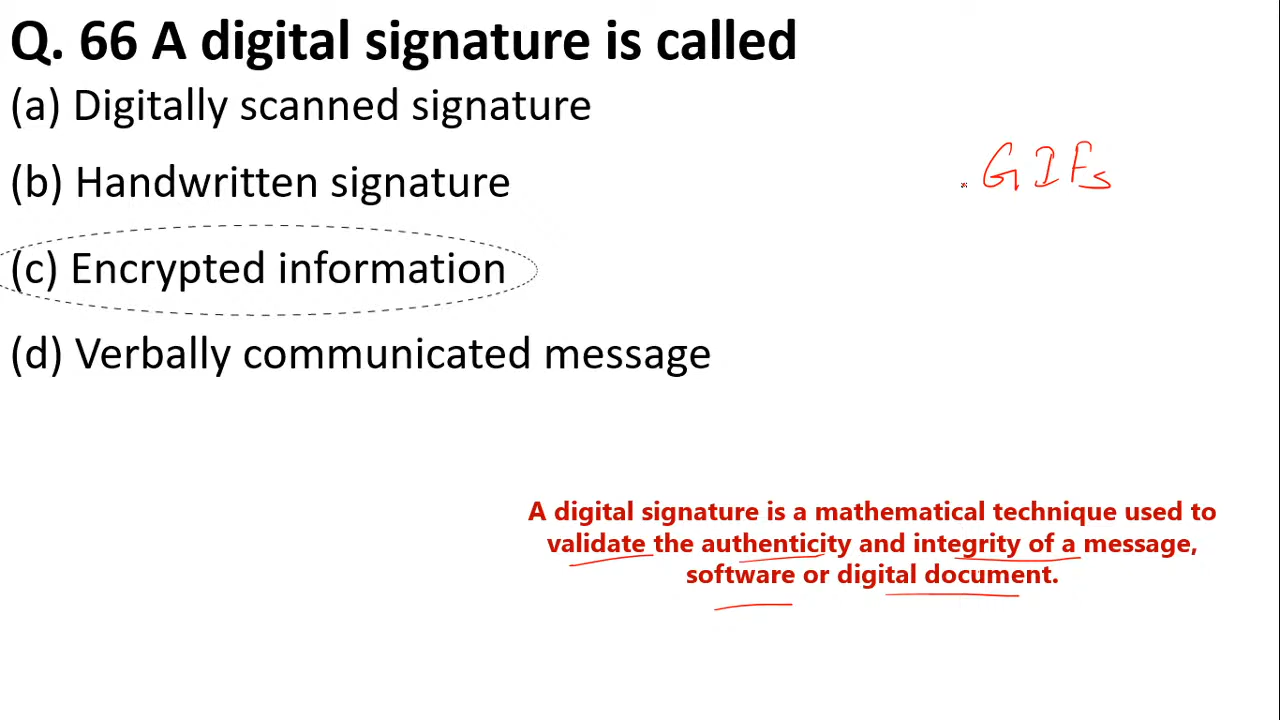 Q. 66 A digital signature is called
(a) Digitally scanned signature
(b) Handwritten signature
.GIFs
(c) Encrypted information
(d) Verbally communicated message
A digital signature is a mathematical technique used to
validate the authenticity and integrity of a message,
software or digital document.